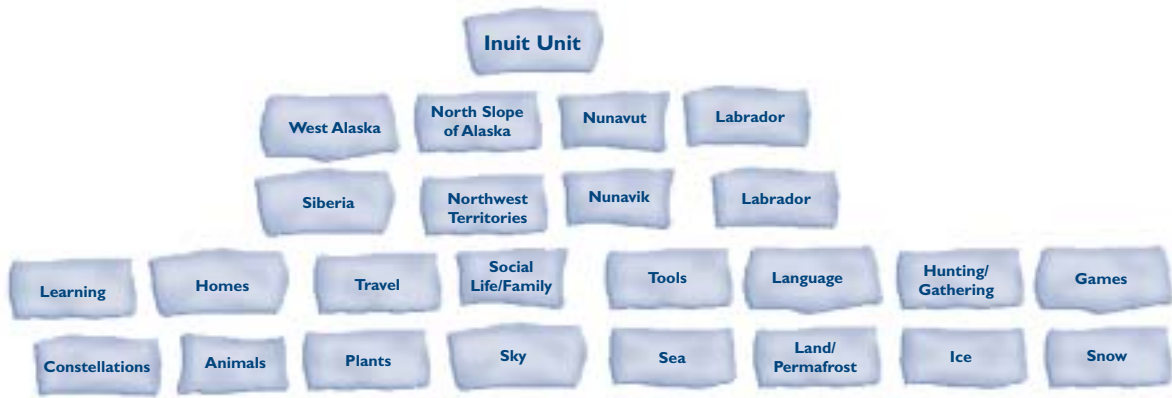 Inuit Unit
West Alaska
North Slope
of Alaska
Nunavut
Labrador
Siberia
Northwest
Territories
Nunavik
Labrador
Learning
Homes
Travel
Social
Life/Family
Tools
Language
Hunting/
Gathering
Games
Constellations
Animals
Plants
Sky
Sea
Land/
Permafrost
Ice
Snow